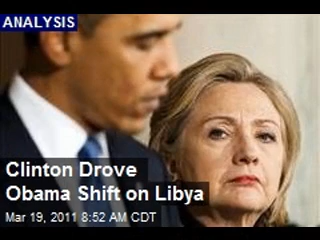 ANALYSIS
Clinton Drove
Obama Shift on Libya
Mar 19, 2011 8:52 AM CDT